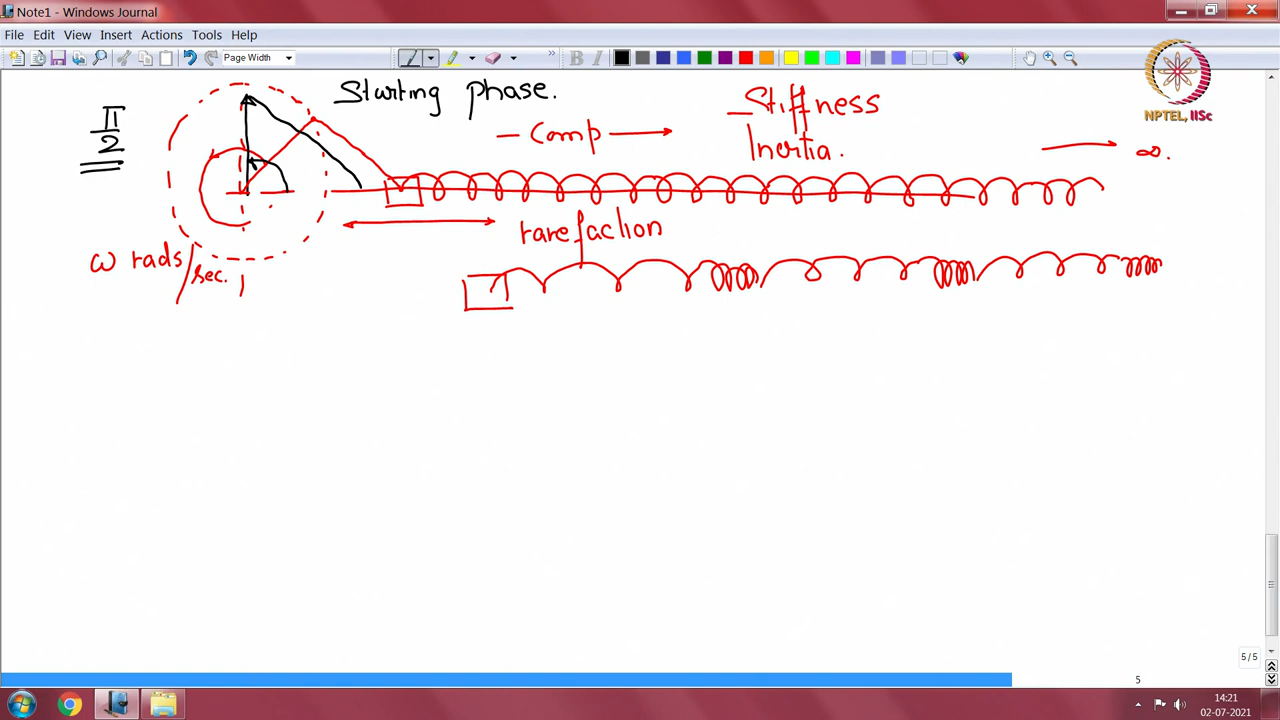 Note1 - Windows Journal
File Edit View Insert Actions Tools Help
Page Width
B I
NPTEL, IISc
Starting phase.
π/2
Comp
Stiffness
Inertia.
∞.
rarefaction
ω rads/sec.
5/5
5
14:21
02-07-2021